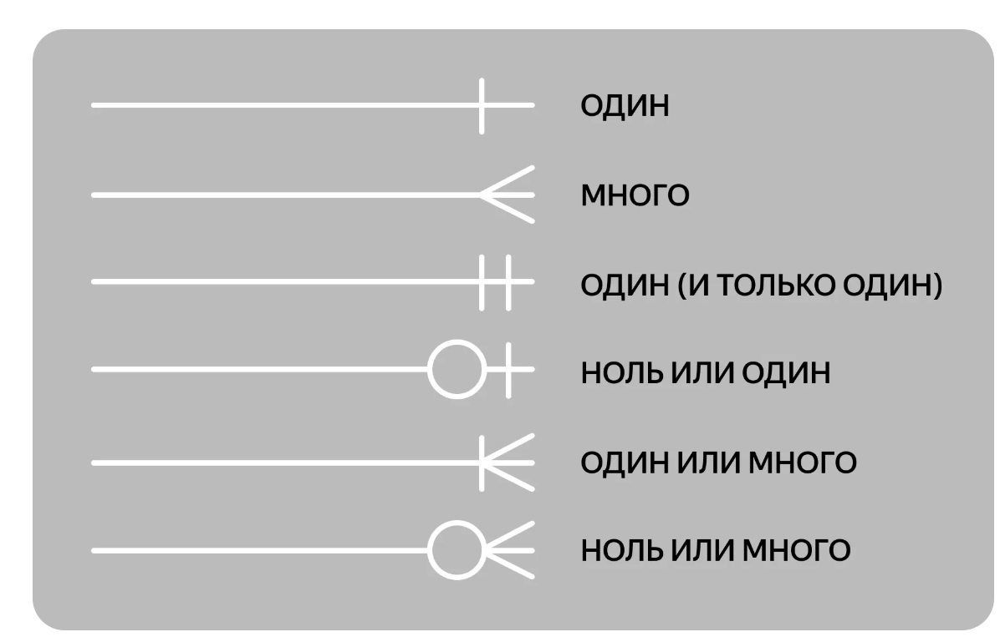 ОДИН
МНОГО
ОДИН (И ТОЛЬКО ОДИН)
НОЛЬ ИЛИ ОДИН
ОДИН ИЛИ МНОГО
НОЛЬ ИЛИ МНОГО